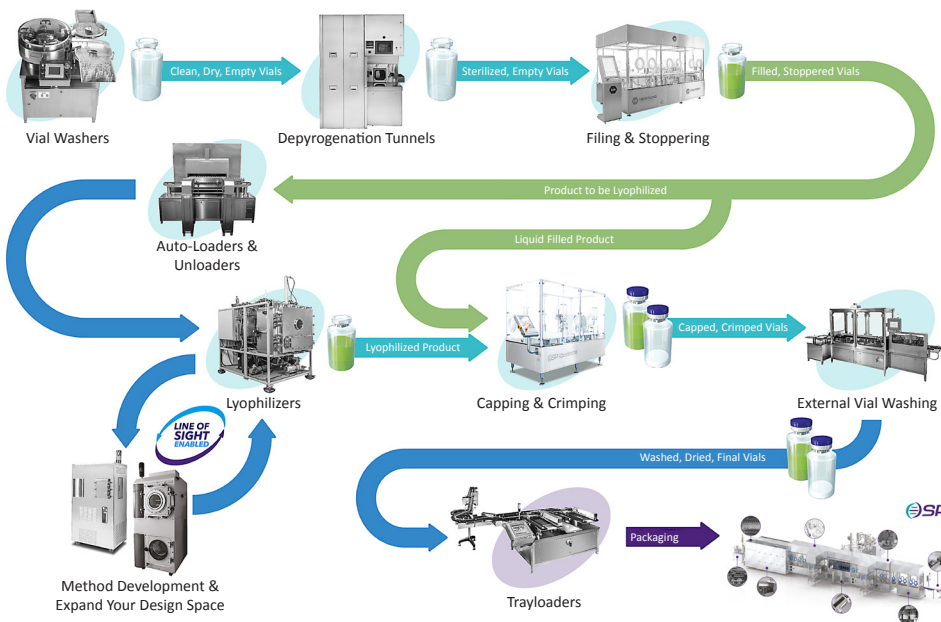 Clean, Dry, Empty Vials
Sterilized, Empty Vials
Filled, Stoppered Vials
Vial Washers
Depyrogenation Tunnels
Filing & Stoppering
Product to be Lyophilized
Auto-Loaders &
Unloaders
Liquid Filled Product
Lyophilized Product
Capped, Crimped Vials
Lyophilizers
Capping & Crimping
External Vial Washing
LINE OF
SIGHT
ENABLED
Washed, Dried, Final Vials
Packaging
Method Development &
Expand Your Design Space
Trayloaders